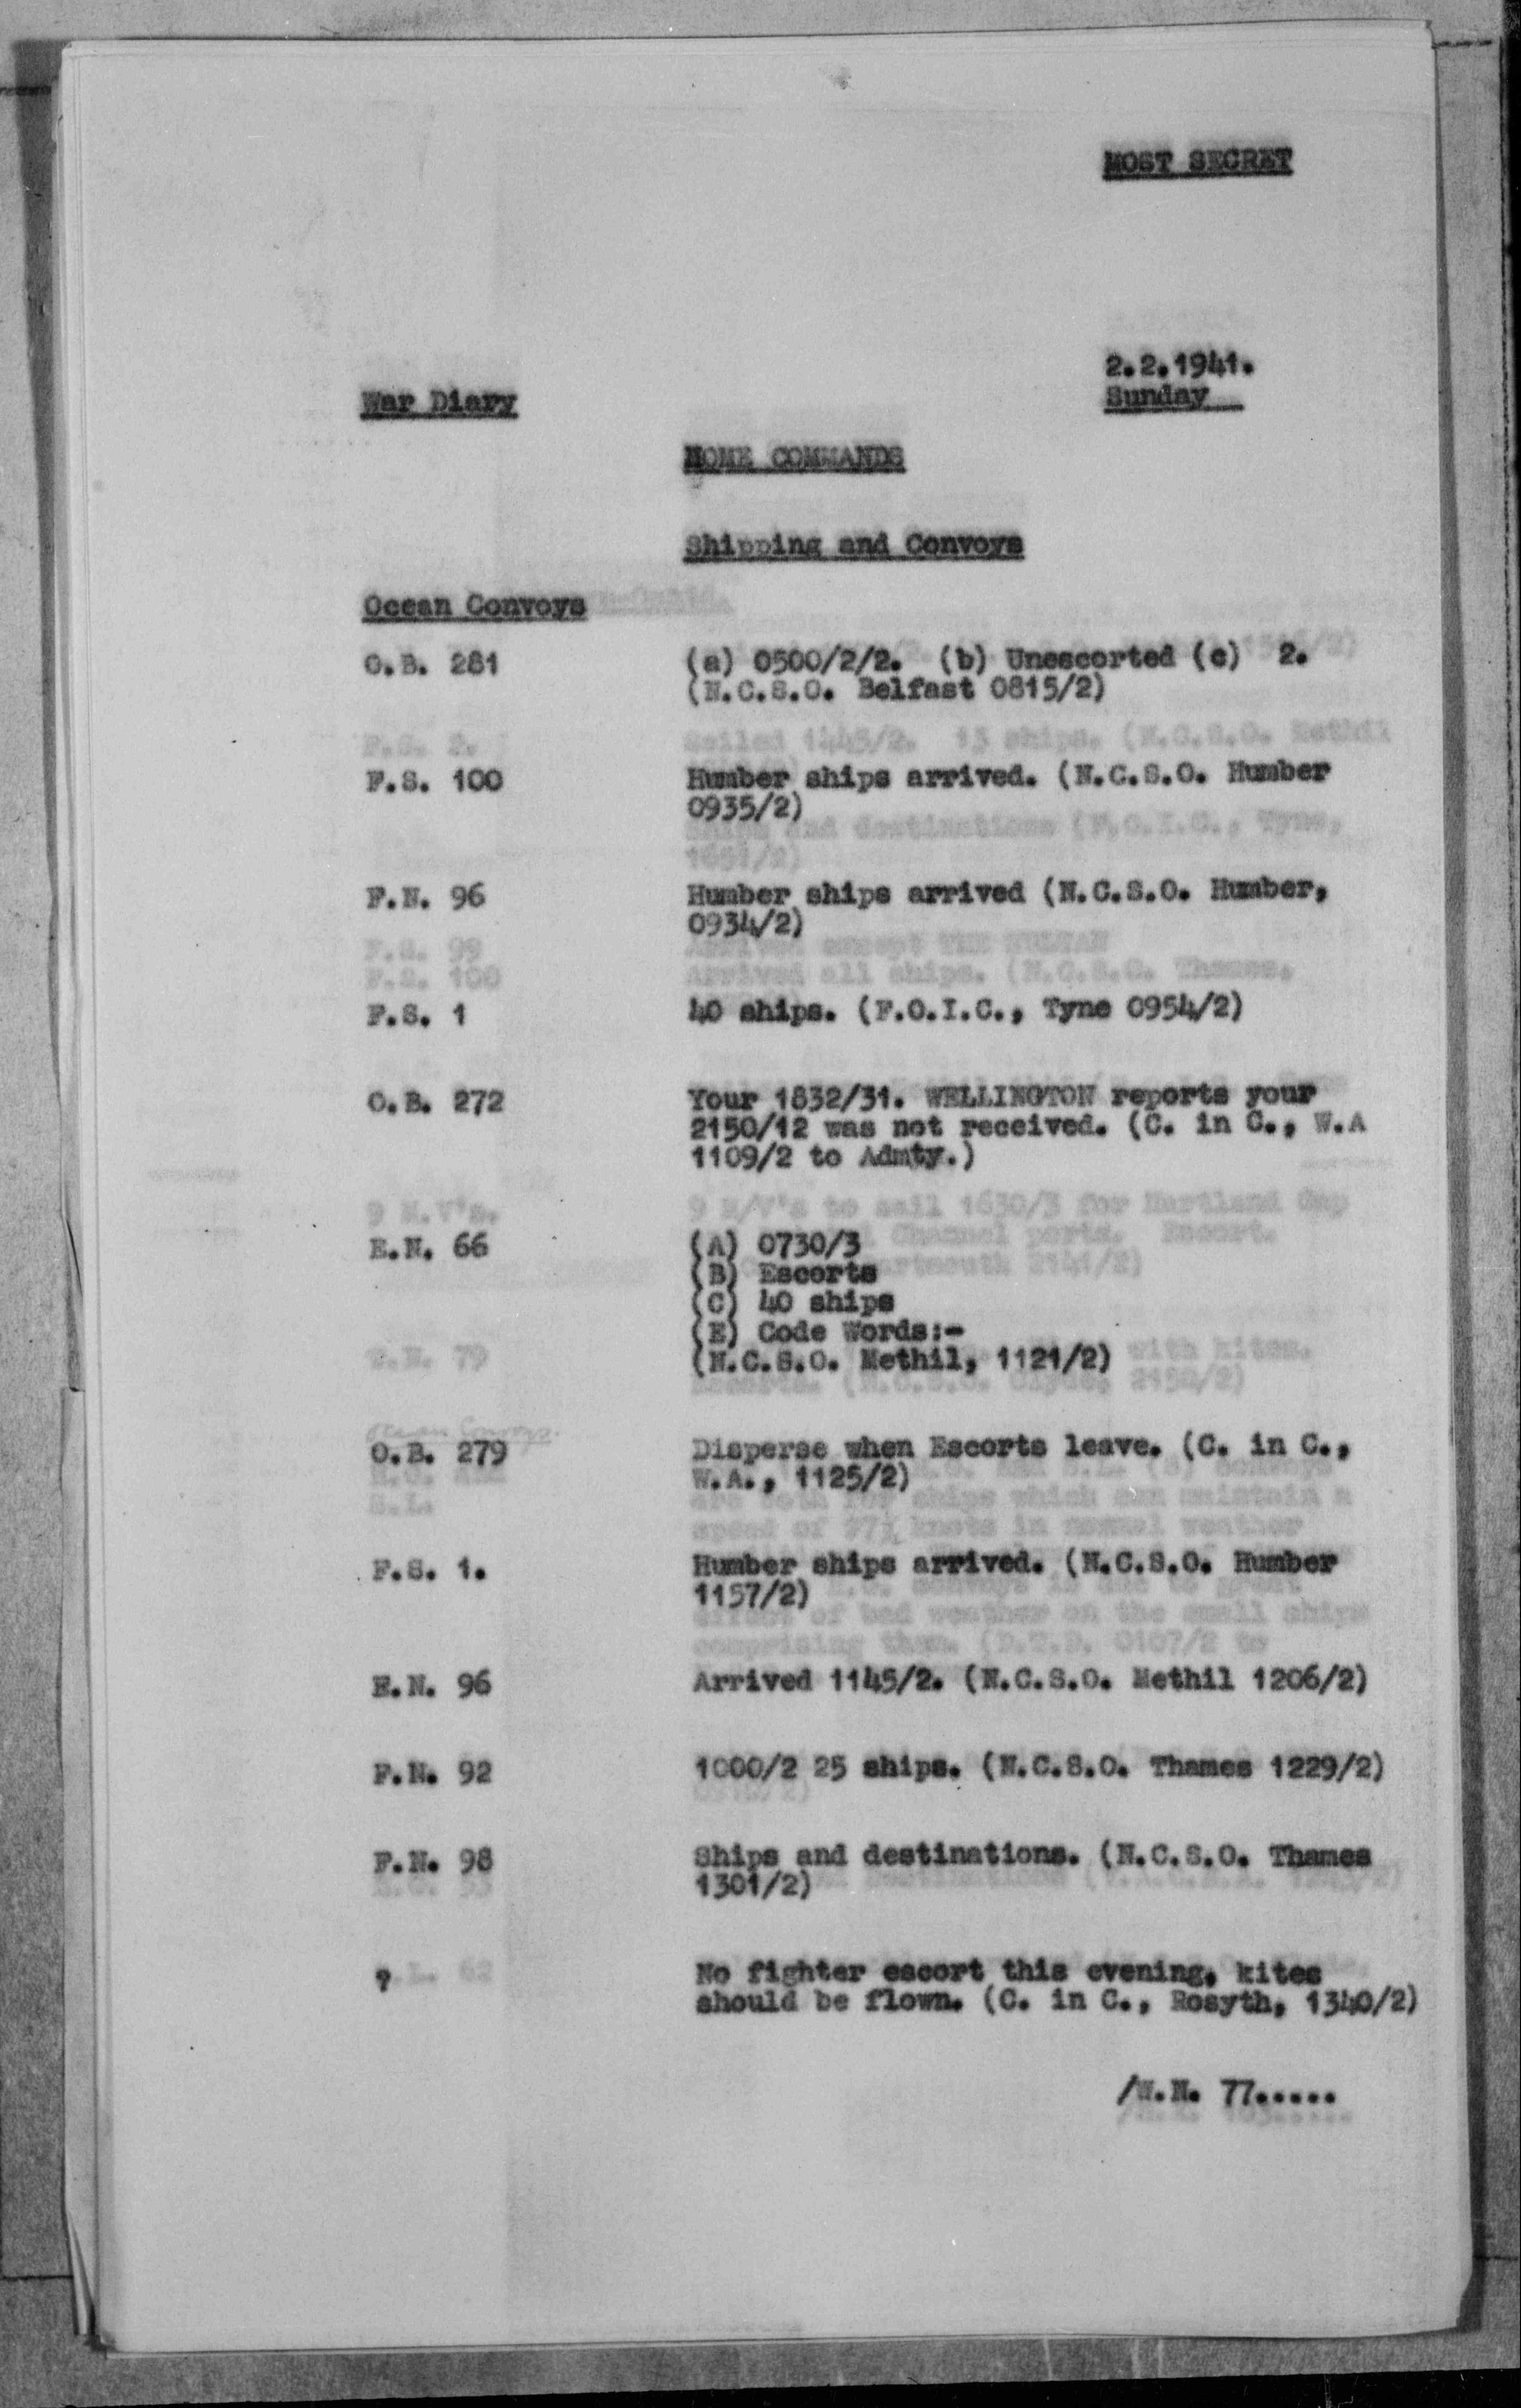 MOST SECRET
2.2.1941.
War Diary
Sunday
HOME COMMANDS
Shipping and Convoys
Ocean Convoys
O.B. 281 (a) 0500/2/2. (b) Unescorted (c) 2.
(N.C.S.O. Belfast 0815/2)
F.S. 100 Humber ships arrived. (N.C.S.O. Humber
0935/2)
F.N. 96 Humber ships arrived (N.C.S.O. Humber,
0934/2)
F.S. 1 40 ships. (F.O.I.C., Tyne 0954/2)
O.B. 272 Your 1832/31. WELLINGTON reports your
2150/12 was not received. (C. in C., W.A
1109/2 to Admty.)
E.N. 66 (A) 0730/3
(B) Escorts
(C) 40 ships
(E) Code Words:-
(N.C.S.O. Methil, 1121/2)
O.B. 279 Disperse when Escorts leave. (C. in C.,
W.A., 1125/2)
F.S. 1. Humber ships arrived. (N.C.S.O. Humber
1157/2)
E.N. 96 Arrived 1145/2. (N.C.S.O. Methil 1206/2)
F.N. 92 1000/2 25 ships. (N.C.S.O. Thames 1229/2)
F.N. 98 Ships and destinations. (N.C.S.O. Thames
1301/2)
? No fighter escort this evening, kites
should be flown. (C. in C., Rosyth, 1340/2)
/W.N. 77.....